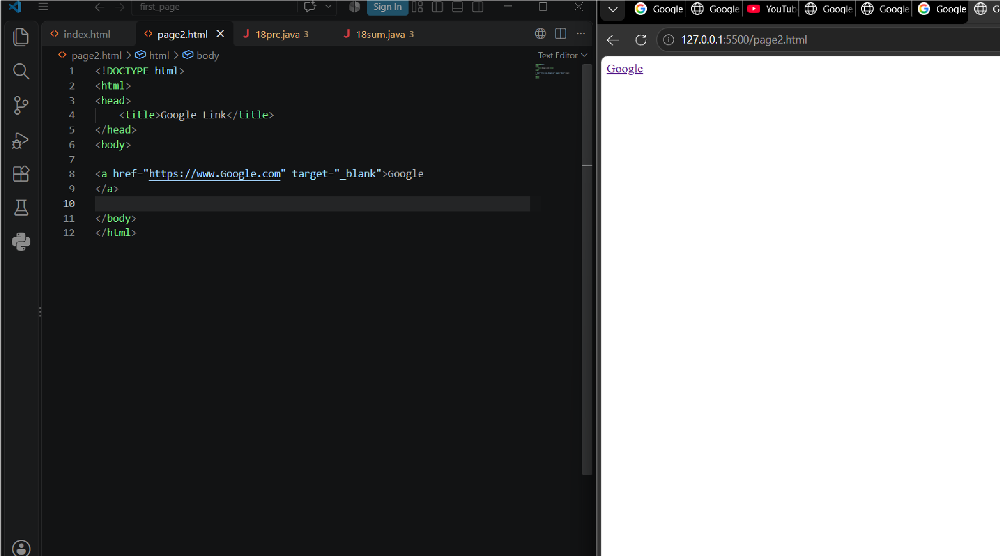 first_page
Sign In
index.html
page2.html
18prc.java 3
18sum.java 3
page2.html > html > body
Text Editor
1 <!DOCTYPE html>
2 <html>
3 <head>
4 <title>Google Link</title>
5 </head>
6 <body>
7
8 <a href="https://www.Google.com" target="_blank">Google
9 </a>
10
11 </body>
12 </html>
Google
Google
YouTub
Google
Google
Google
G
127.0.0.1:5500/page2.html
Google